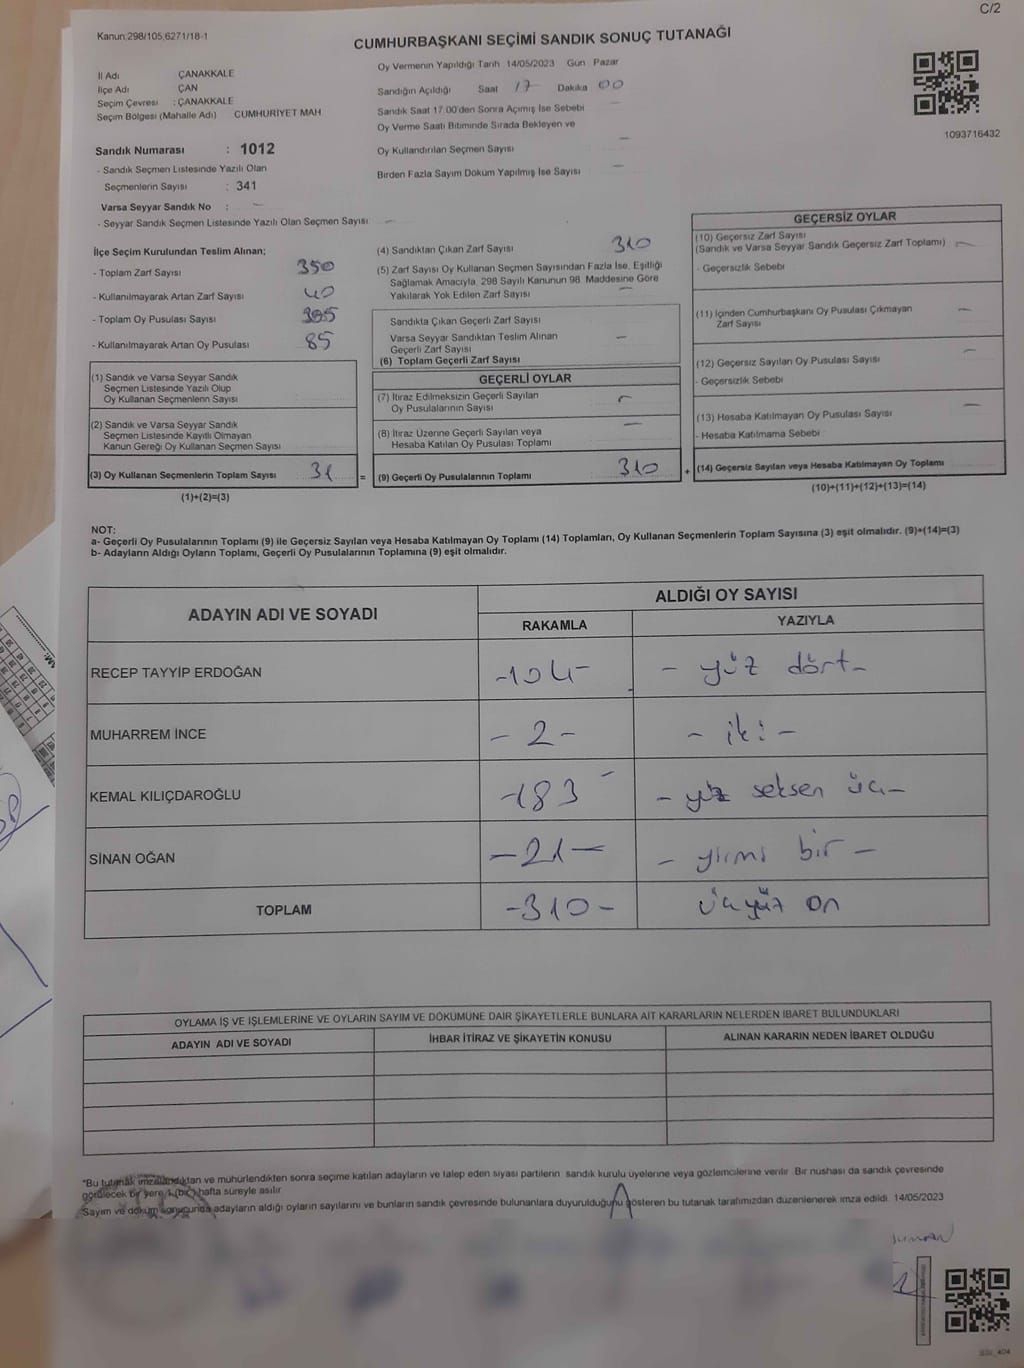 C/2
Kanun:298/105,6271/18-1
CUMHURBAŞKANI SEÇİMİ SANDIK SONUÇ TUTANAĞI
İl Adı ÇANAKKALE
İlçe Adı ÇAN
Seçim Çevresi : ÇANAKKALE
Seçim Bölgesi (Mahalle Adı) CUMHURİYET MAH
Sandık Numarası : 1012
- Sandık Seçmen Listesinde Yazılı Olan
Seçmenlerin Sayısı : 341
Varsa Seyyar Sandık No : -
- Seyyar Sandık Seçmen Listesinde Yazılı Olan Seçmen Sayısı -
Oy Vermenin Yapıldığı Tarih 14/05/2023 Gün Pazar
Sandığın Açıldığı Saat 17 Dakika 00
Sandık Saat 17.00'den Sonra Açımış İse Sebebi -
Oy Verme Saati Bitiminde Sırada Bekleyen ve
Oy Kullandırılan Seçmen Sayısı -
Birden Fazla Sayım Döküm Yapılmış İse Sayısı -
1093716432
İlçe Seçim Kurulundan Teslim Alınan;
- Toplam Zarf Sayısı 350
- Kullanılmayarak Artan Zarf Sayısı 40
- Toplam Oy Pusulası Sayısı 395
- Kullanılmayarak Artan Oy Pusulası 85
(1) Sandık ve Varsa Seyyar Sandık
Seçmen Listesinde Yazılı Olup
Oy Kullanan Seçmenlerin Sayısı
(2) Sandık ve Varsa Seyyar Sandık
Seçmen Listesinde Kayıtlı Olmayan
Kanun Gereği Oy Kullanan Seçmen Sayısı
(3) Oy Kullanan Seçmenlerin Toplam Sayısı 31 =
(1)+(2)=(3)
(4) Sandıktan Çıkan Zarf Sayısı 310
(5) Zarf Sayısı Oy Kullanan Seçmen Sayısından Fazla İse, Eşitliği
Sağlamak Amacıyla, 298 Sayılı Kanunun 98. Maddesine Göre
Yakılarak Yok Edilen Zarf Sayısı -
Sandıkta Çıkan Geçerli Zarf Sayısı
Varsa Seyyar Sandıktan Teslim Alınan
Geçerli Zarf Sayısı -
(6) Toplam Geçerli Zarf Sayısı
GEÇERLİ OYLAR
(7) İtiraz Edilmeksizin Geçerli Sayılan
Oy Pusulalarının Sayısı -
(8) İtiraz Üzerine Geçerli Sayılan veya
Hesaba Katılan Oy Pusulası Toplamı -
(9) Geçerli Oy Pusulalarının Toplamı 310 +
GEÇERSİZ OYLAR
(10) Geçersiz Zarf Sayısı
(Sandık ve Varsa Seyyar Sandık Geçersiz Zarf Toplamı) -
- Geçersizlik Sebebi
(11) İçinden Cumhurbaşkanı Oy Pusulası Çıkmayan
Zarf Sayısı -
(12) Geçersiz Sayılan Oy Pusulası Sayısı -
- Geçersizlik Sebebi
(13) Hesaba Katılmayan Oy Pusulası Sayısı -
- Hesaba Katılmama Sebebi
(14) Geçersiz Sayılan veya Hesaba Katılmayan Oy Toplamı
(10)+(11)+(12)+(13)=(14)
NOT:
a- Geçerli Oy Pusulalarının Toplamı (9) ile Geçersiz Sayılan veya Hesaba Katılmayan Oy Toplamı (14) Toplamları, Oy Kullanan Seçmenlerin Toplam Sayısına (3) eşit olmalıdır. (9)+(14)=(3)
b- Adayların Aldığı Oyların Toplamı, Geçerli Oy Pusulalarının Toplamına (9) eşit olmalıdır.
ADAYIN ADI VE SOYADI ALDIĞI OY SAYISI
RAKAMLA YAZIYLA
RECEP TAYYİP ERDOĞAN -104- - yüz dört -
MUHARREM İNCE - 2 - - iki -
KEMAL KILIÇDAROĞLU -183- - yüz seksen üç -
SİNAN OĞAN - 21 - - yirmi bir -
TOPLAM -310- üçyüz on
OYLAMA İŞ VE İŞLEMLERİNE VE OYLARIN SAYIM VE DÖKÜMÜNE DAİR ŞİKAYETLERLE BUNLARA AİT KARARLARIN NELERDEN İBARET BULUNDUKLARI
ADAYIN ADI VE SOYADI İHBAR İTİRAZ VE ŞİKAYETİN KONUSU ALINAN KARARIN NEDEN İBARET OLDUĞU
*Bu tutanak imzalandıktan ve mühürlendikten sonra seçime katılan adayların ve talep eden siyasi partilerin sandık kurulu üyelerine veya gözlemcilerine verilir. Bir nushası da sandık çevresinde
görülecek bir yere 1 (bir) hafta süreyle asılır
Sayım ve döküm sonucunda adayların aldığı oyların sayılarını ve bunların sandık çevresinde bulunanlara duyurulduğunu gösteren bu tutanak tarafımızdan düzenlenerek imza edildi. 14/05/2023